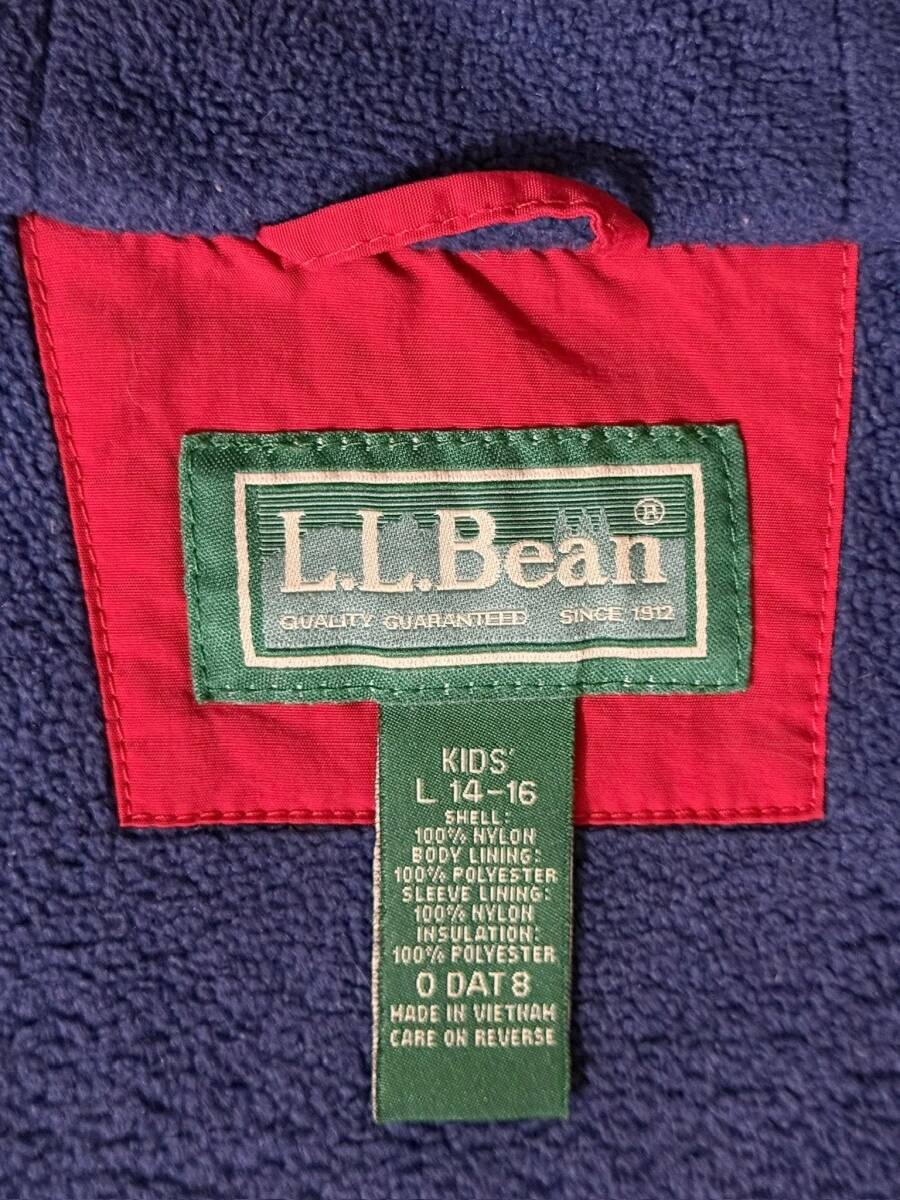 L.L.Bean®
QUALITY GUARANTEED SINCE 1912
KIDS'
L 14-16
SHELL:
100% NYLON
BODY LINING:
100% POLYESTER
SLEEVE LINING:
100% NYLON
INSULATION:
100% POLYESTER
0 DAT 8
MADE IN VIETNAM
CARE ON REVERSE